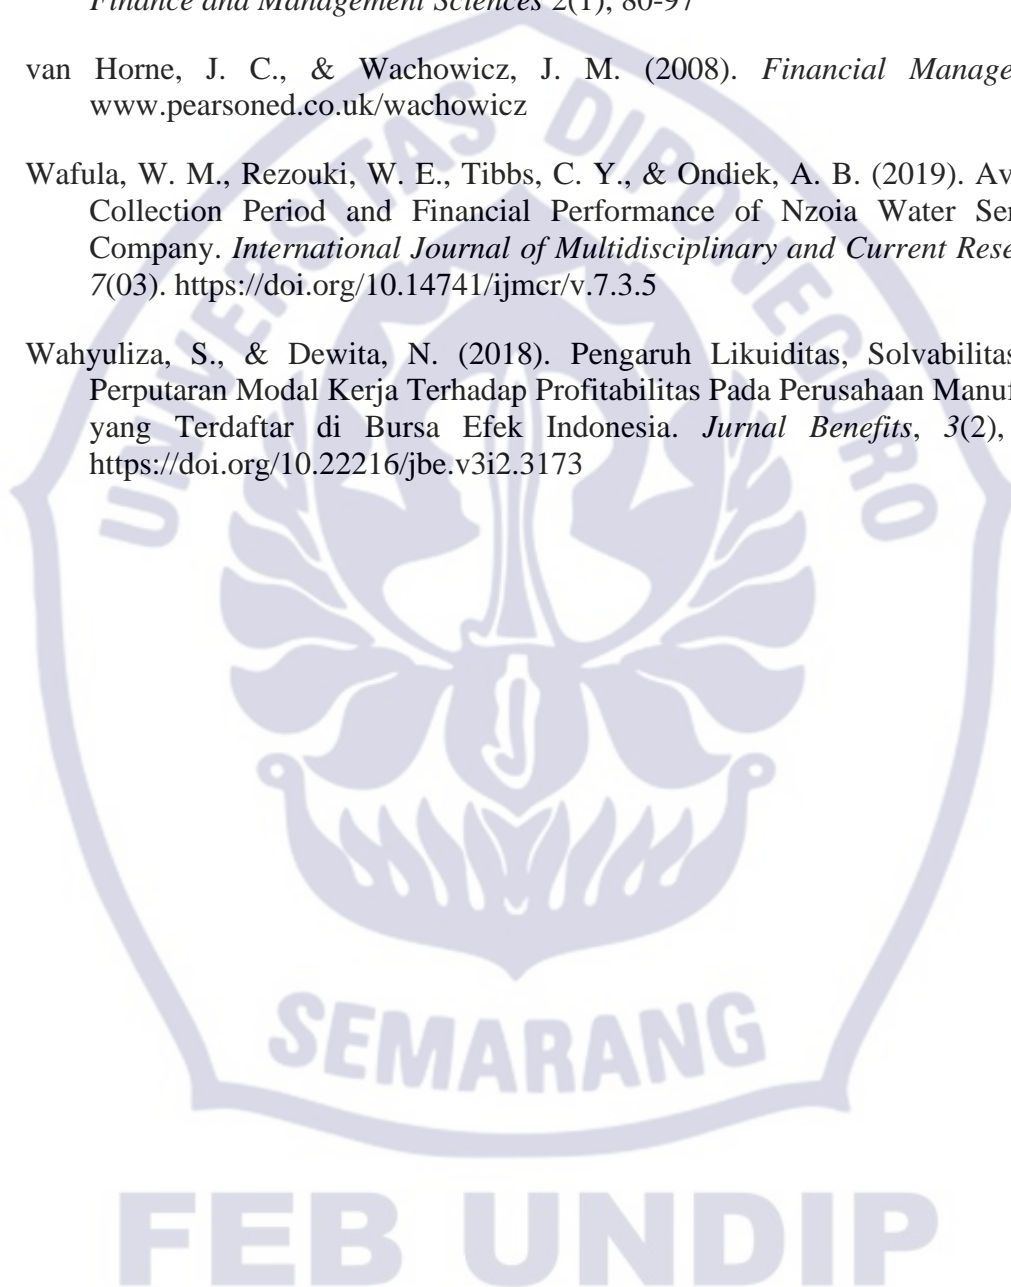 Finance and Management Sciences 2(1), 80-97
van Horne, J. C., & Wachowicz, J. M. (2008). Financial Manage
www.pearsoned.co.uk/wachowicz
Wafula, W. M., Rezouki, W. E., Tibbs, C. Y., & Ondiek, A. B. (2019). Av
Collection Period and Financial Performance of Nzoia Water Ser
Company. International Journal of Multidisciplinary and Current Rese
7(03). https://doi.org/10.14741/ijmcr/v.7.3.5
Wahyuliza, S., & Dewita, N. (2018). Pengaruh Likuiditas, Solvabilitas
Perputaran Modal Kerja Terhadap Profitabilitas Pada Perusahaan Manuf
yang Terdaftar di Bursa Efek Indonesia. Jurnal Benefits, 3(2),
https://doi.org/10.22216/jbe.v3i2.3173
UNIVERSITAS DIPONEGORO
SEMARANG
FEB UNDIP